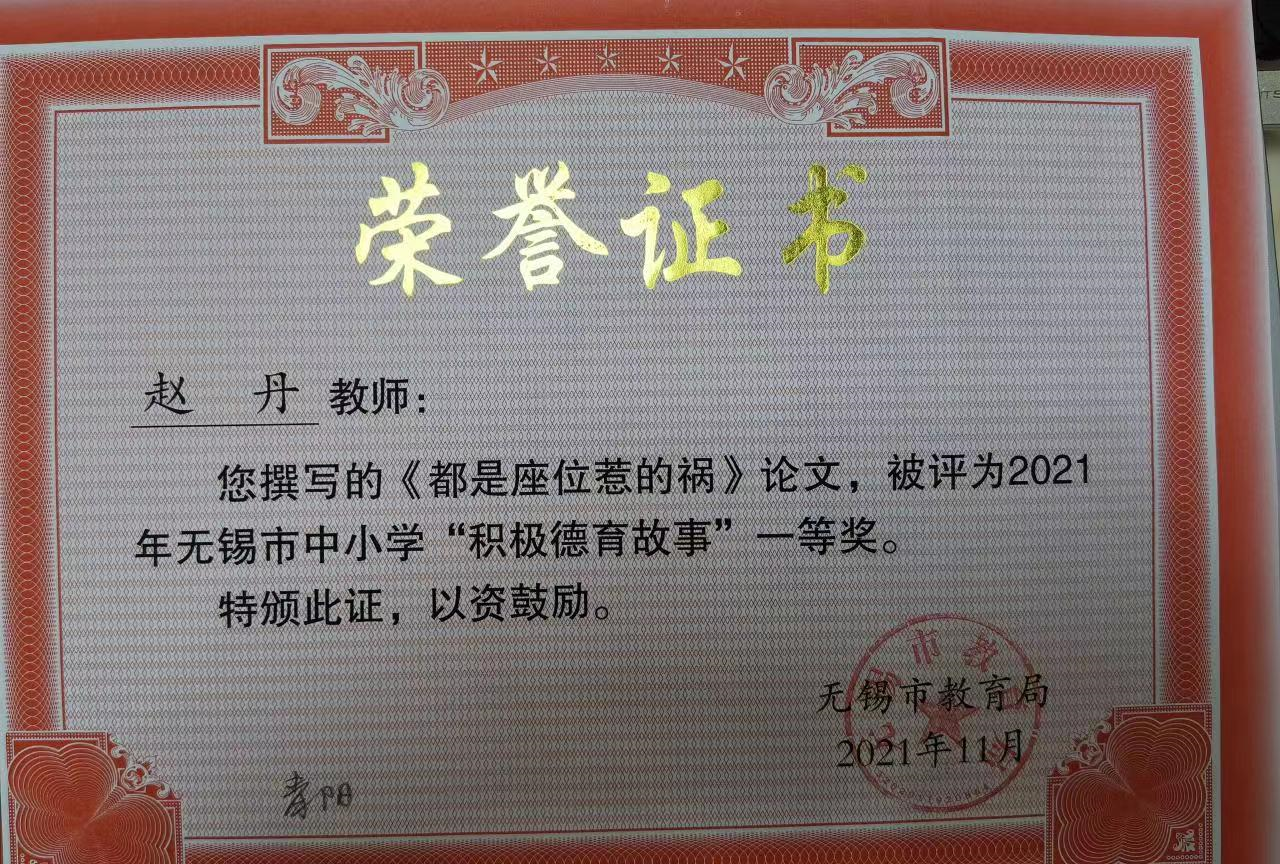 荣誉证书
赵 丹 教师:
您撰写的《都是座位惹的祸》论文，被评为2021
年无锡市中小学“积极德育故事”一等奖。
特颁此证，以资鼓励。
无锡市教育局
2021年11月